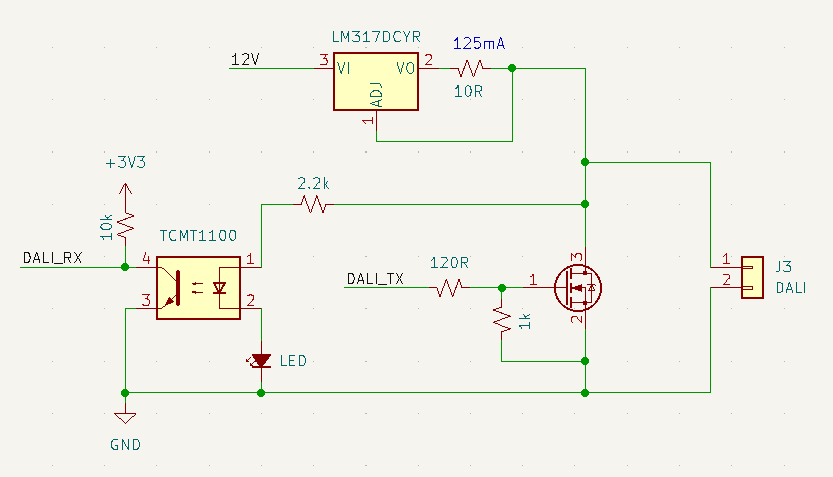 LM317DCYR
125mA
12V
3
VI
VO
2
10R
ADJ
1
+3V3
2.2k
10k
TCMT1100
DALI_RX
4
1
3
2
LED
GND
DALI_TX
120R
1
3
2
1k
1
2
J3
DALI